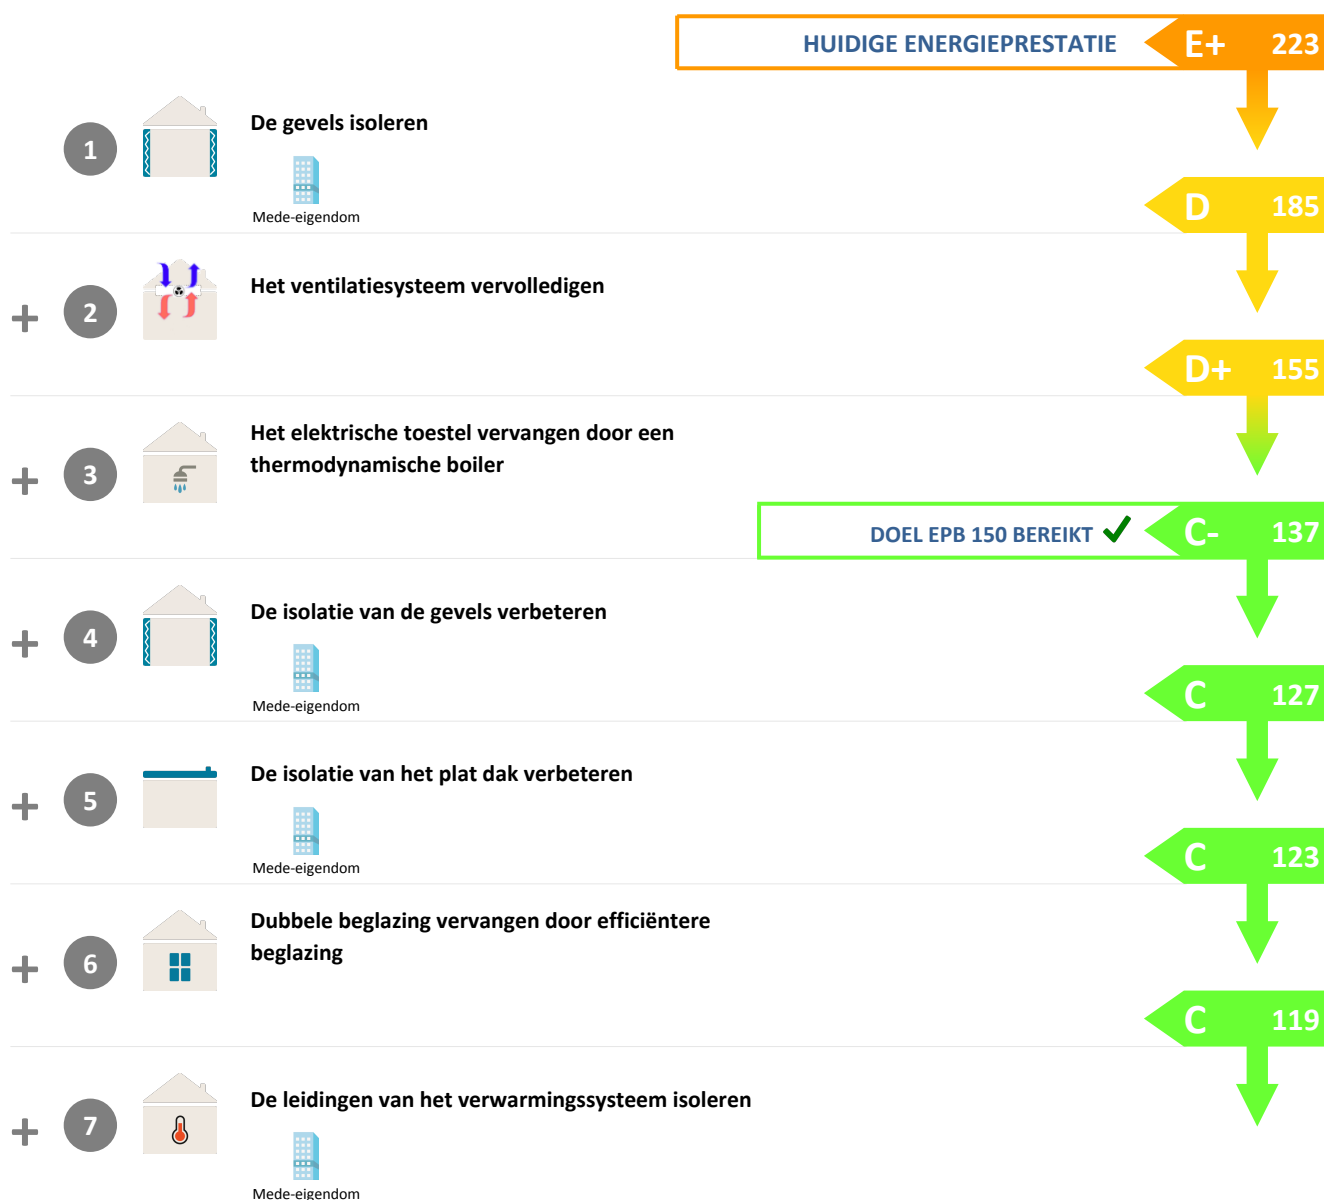 HUIDIGE ENERGIEPRESTATIE E+ 223
1 De gevels isoleren
Mede-eigendom
D 185
+ 2 Het ventilatiesysteem vervolledigen
D+ 155
+ 3 Het elektrische toestel vervangen door een
thermodynamische boiler
DOEL EPB 150 BEREIKT ✓ C- 137
+ 4 De isolatie van de gevels verbeteren
Mede-eigendom
C 127
+ 5 De isolatie van het plat dak verbeteren
Mede-eigendom
C 123
+ 6 Dubbele beglazing vervangen door efficiëntere
beglazing
C 119
+ 7 De leidingen van het verwarmingssysteem isoleren
Mede-eigendom